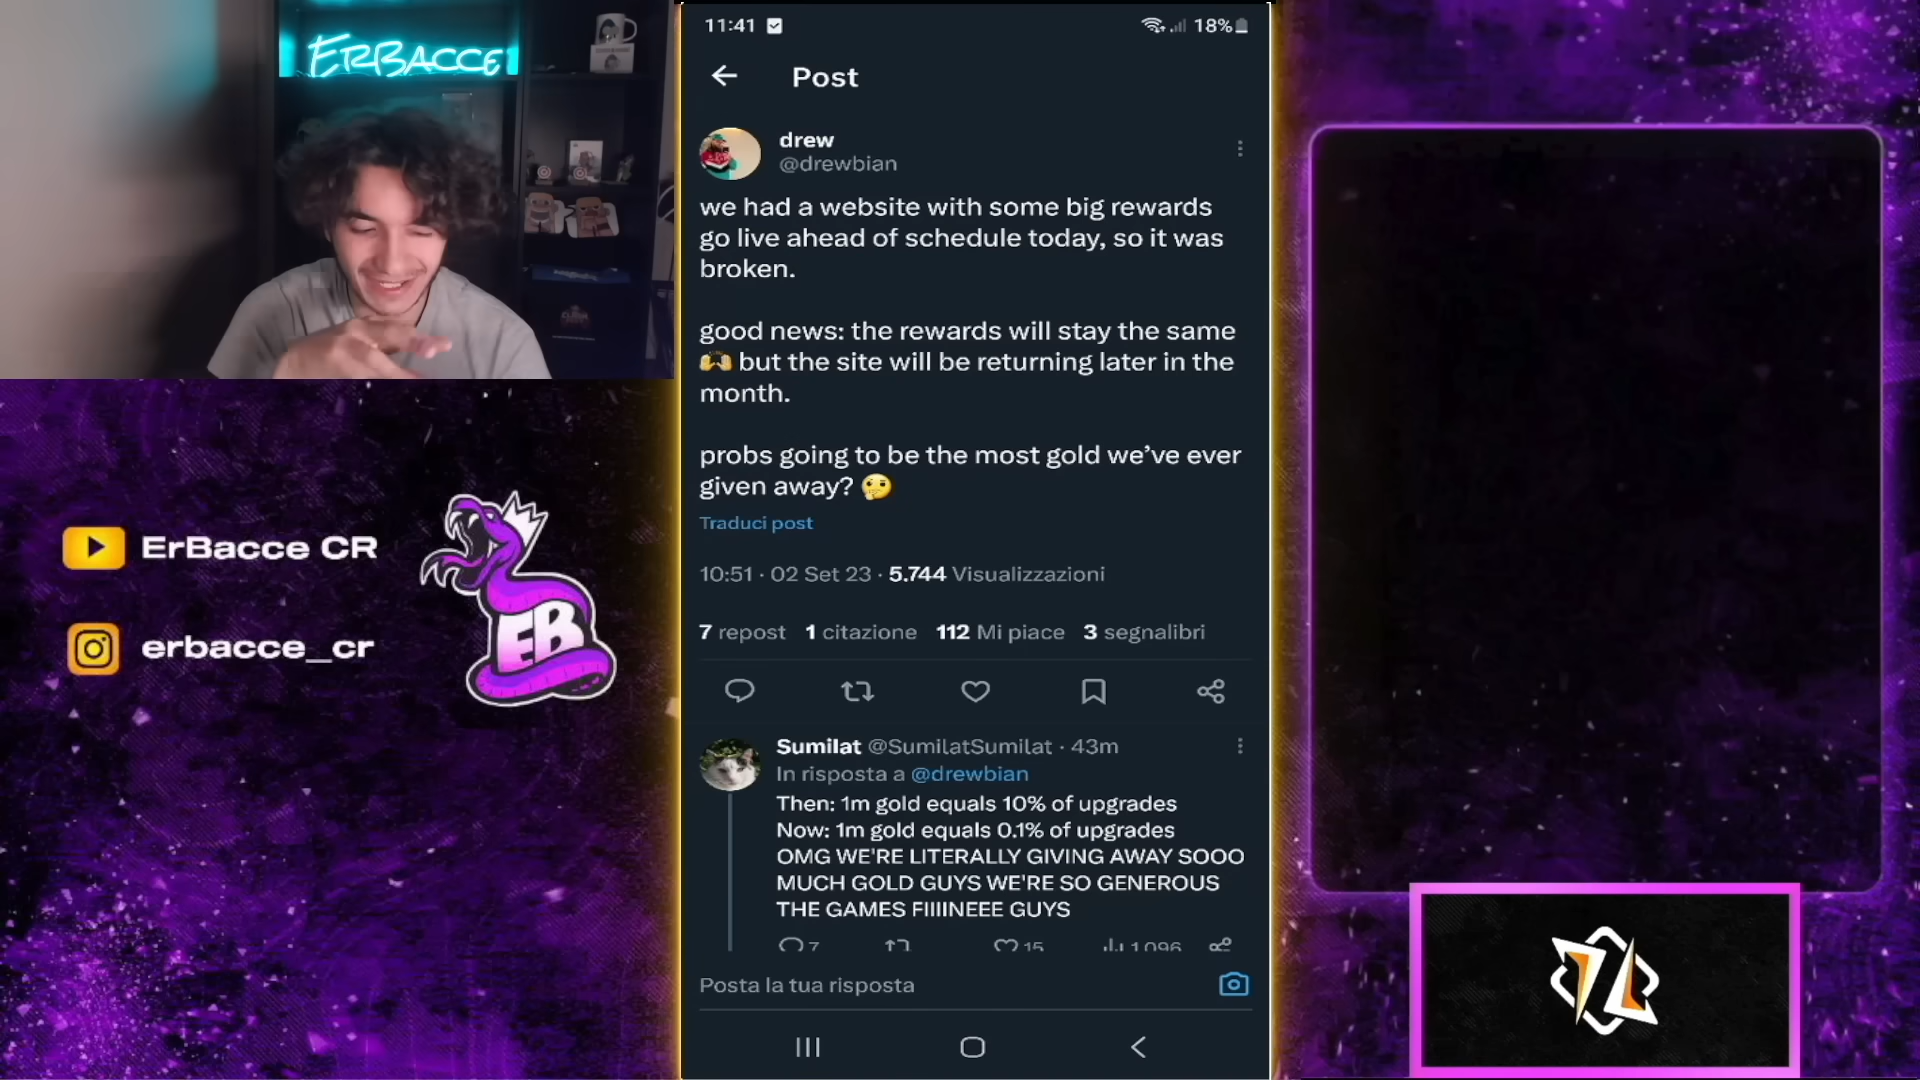 ERBACCE
11:41
18%
Post
drew
@drewbian
we had a website with some big rewards
go live ahead of schedule today, so it was
broken.
good news: the rewards will stay the same
🙌 but the site will be returning later in the
month.
probs going to be the most gold we’ve ever
given away? 🤔
Traduci post
10:51 · 02 Set 23 · 5.744 Visualizzazioni
7 repost 1 citazione 112 Mi piace 3 segnalibri
Sumilat @SumilatSumilat · 43m
In risposta a @drewbian
Then: 1m gold equals 10% of upgrades
Now: 1m gold equals 0.1% of upgrades
OMG WE'RE LITERALLY GIVING AWAY SOOO
MUCH GOLD GUYS WE'RE SO GENEROUS
THE GAMES FIIIINEEE GUYS
7 15 1.096
Posta la tua risposta
ErBacce CR
erbacce_cr
EB